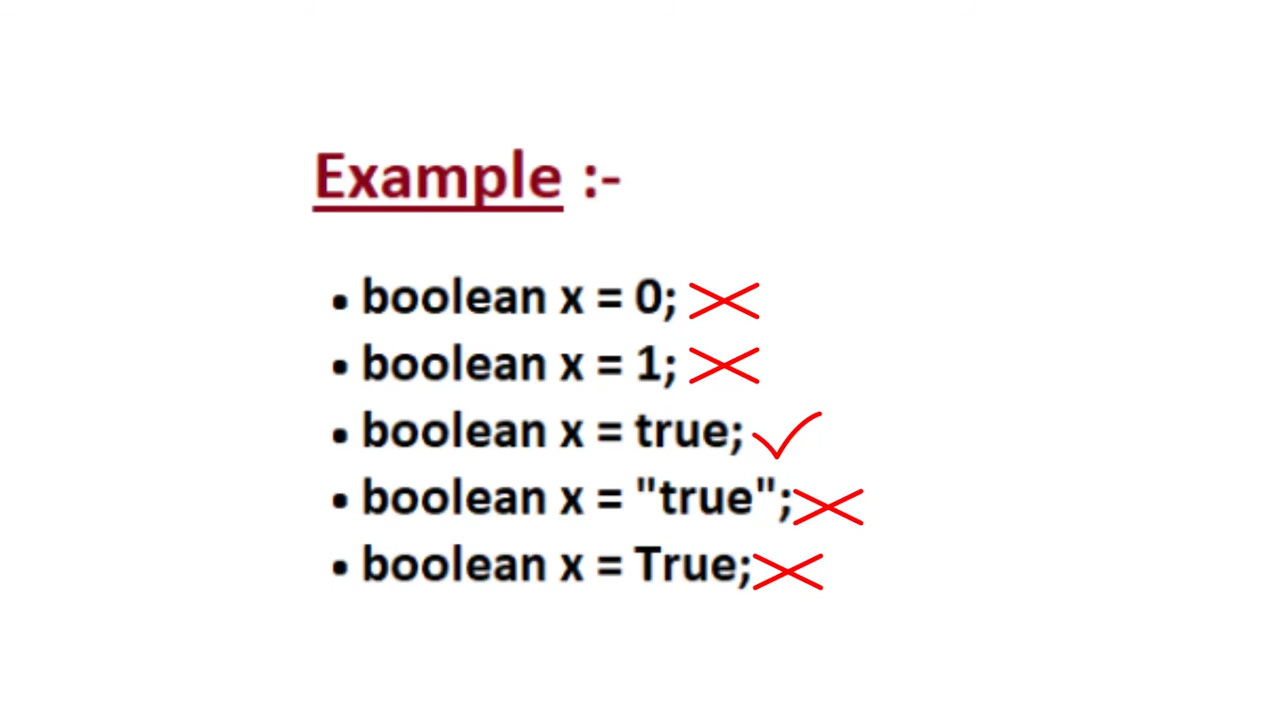 Example :-
• boolean x = 0;
• boolean x = 1;
• boolean x = true;
• boolean x = "true";
• boolean x = True;